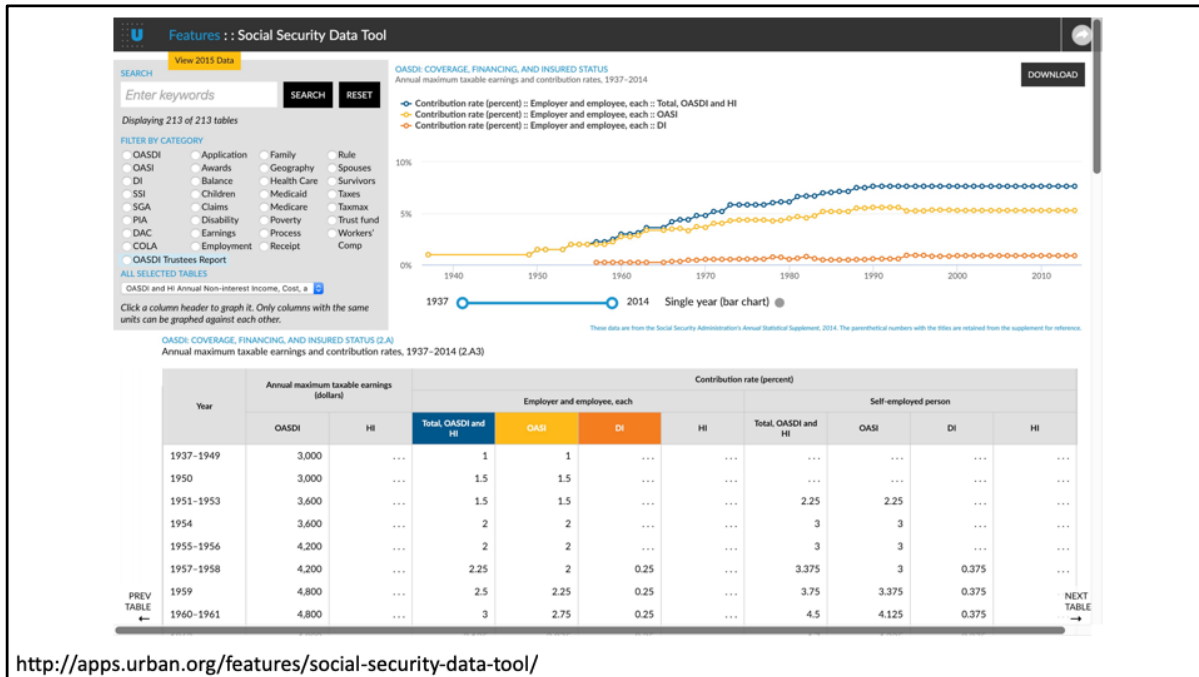 U Features : : Social Security Data Tool
View 2015 Data
SEARCH
Enter keywords SEARCH RESET
Displaying 213 of 213 tables
FILTER BY CATEGORY
OASDI Application Family Rule
OASI Awards Geography Spouses
DI Balance Health Care Survivors
SSI Children Medicaid Taxes
SGA Claims Medicare Taxmax
PIA Disability Poverty Trust fund
DAC Earnings Process Workers'
COLA Employment Receipt Comp
OASDI Trustees Report
ALL SELECTED TABLES
OASDI and HI Annual Non-interest Income, Cost, a
Click a column header to graph it. Only columns with the same
units can be graphed against each other.
OASDI: COVERAGE, FINANCING, AND INSURED STATUS
Annual maximum taxable earnings and contribution rates, 1937–2014
DOWNLOAD
Contribution rate (percent) :: Employer and employee, each :: Total, OASDI and HI
Contribution rate (percent) :: Employer and employee, each :: OASI
Contribution rate (percent) :: Employer and employee, each :: DI
10%
5%
0%
1940 1950 1960 1970 1980 1990 2000 2010
1937 2014 Single year (bar chart)
These data are from the Social Security Administration's Annual Statistical Supplement, 2014. The parenthetical numbers with the titles are retained from the supplement for reference.
OASDI: COVERAGE, FINANCING, AND INSURED STATUS (2.A)
Annual maximum taxable earnings and contribution rates, 1937–2014 (2.A3)
Year Annual maximum taxable earnings (dollars) Contribution rate (percent)
Employer and employee, each Self-employed person
OASDI HI Total, OASDI and HI OASI DI HI Total, OASDI and HI OASI DI HI
1937–1949 3,000 ... 1 1 ... ... ... ... ... ...
1950 3,000 ... 1.5 1.5 ... ... ... ... ... ...
1951–1953 3,600 ... 1.5 1.5 ... ... 2.25 2.25 ... ...
1954 3,600 ... 2 2 ... ... 3 3 ... ...
1955–1956 4,200 ... 2 2 ... ... 3 3 ... ...
1957–1958 4,200 ... 2.25 2 0.25 ... 3.375 3 0.375 ...
1959 4,800 ... 2.5 2.25 0.25 ... 3.75 3.375 0.375 ...
1960–1961 4,800 ... 3 2.75 0.25 ... 4.5 4.125 0.375 ...
PREV
TABLE
←
NEXT
TABLE
→
http://apps.urban.org/features/social-security-data-tool/